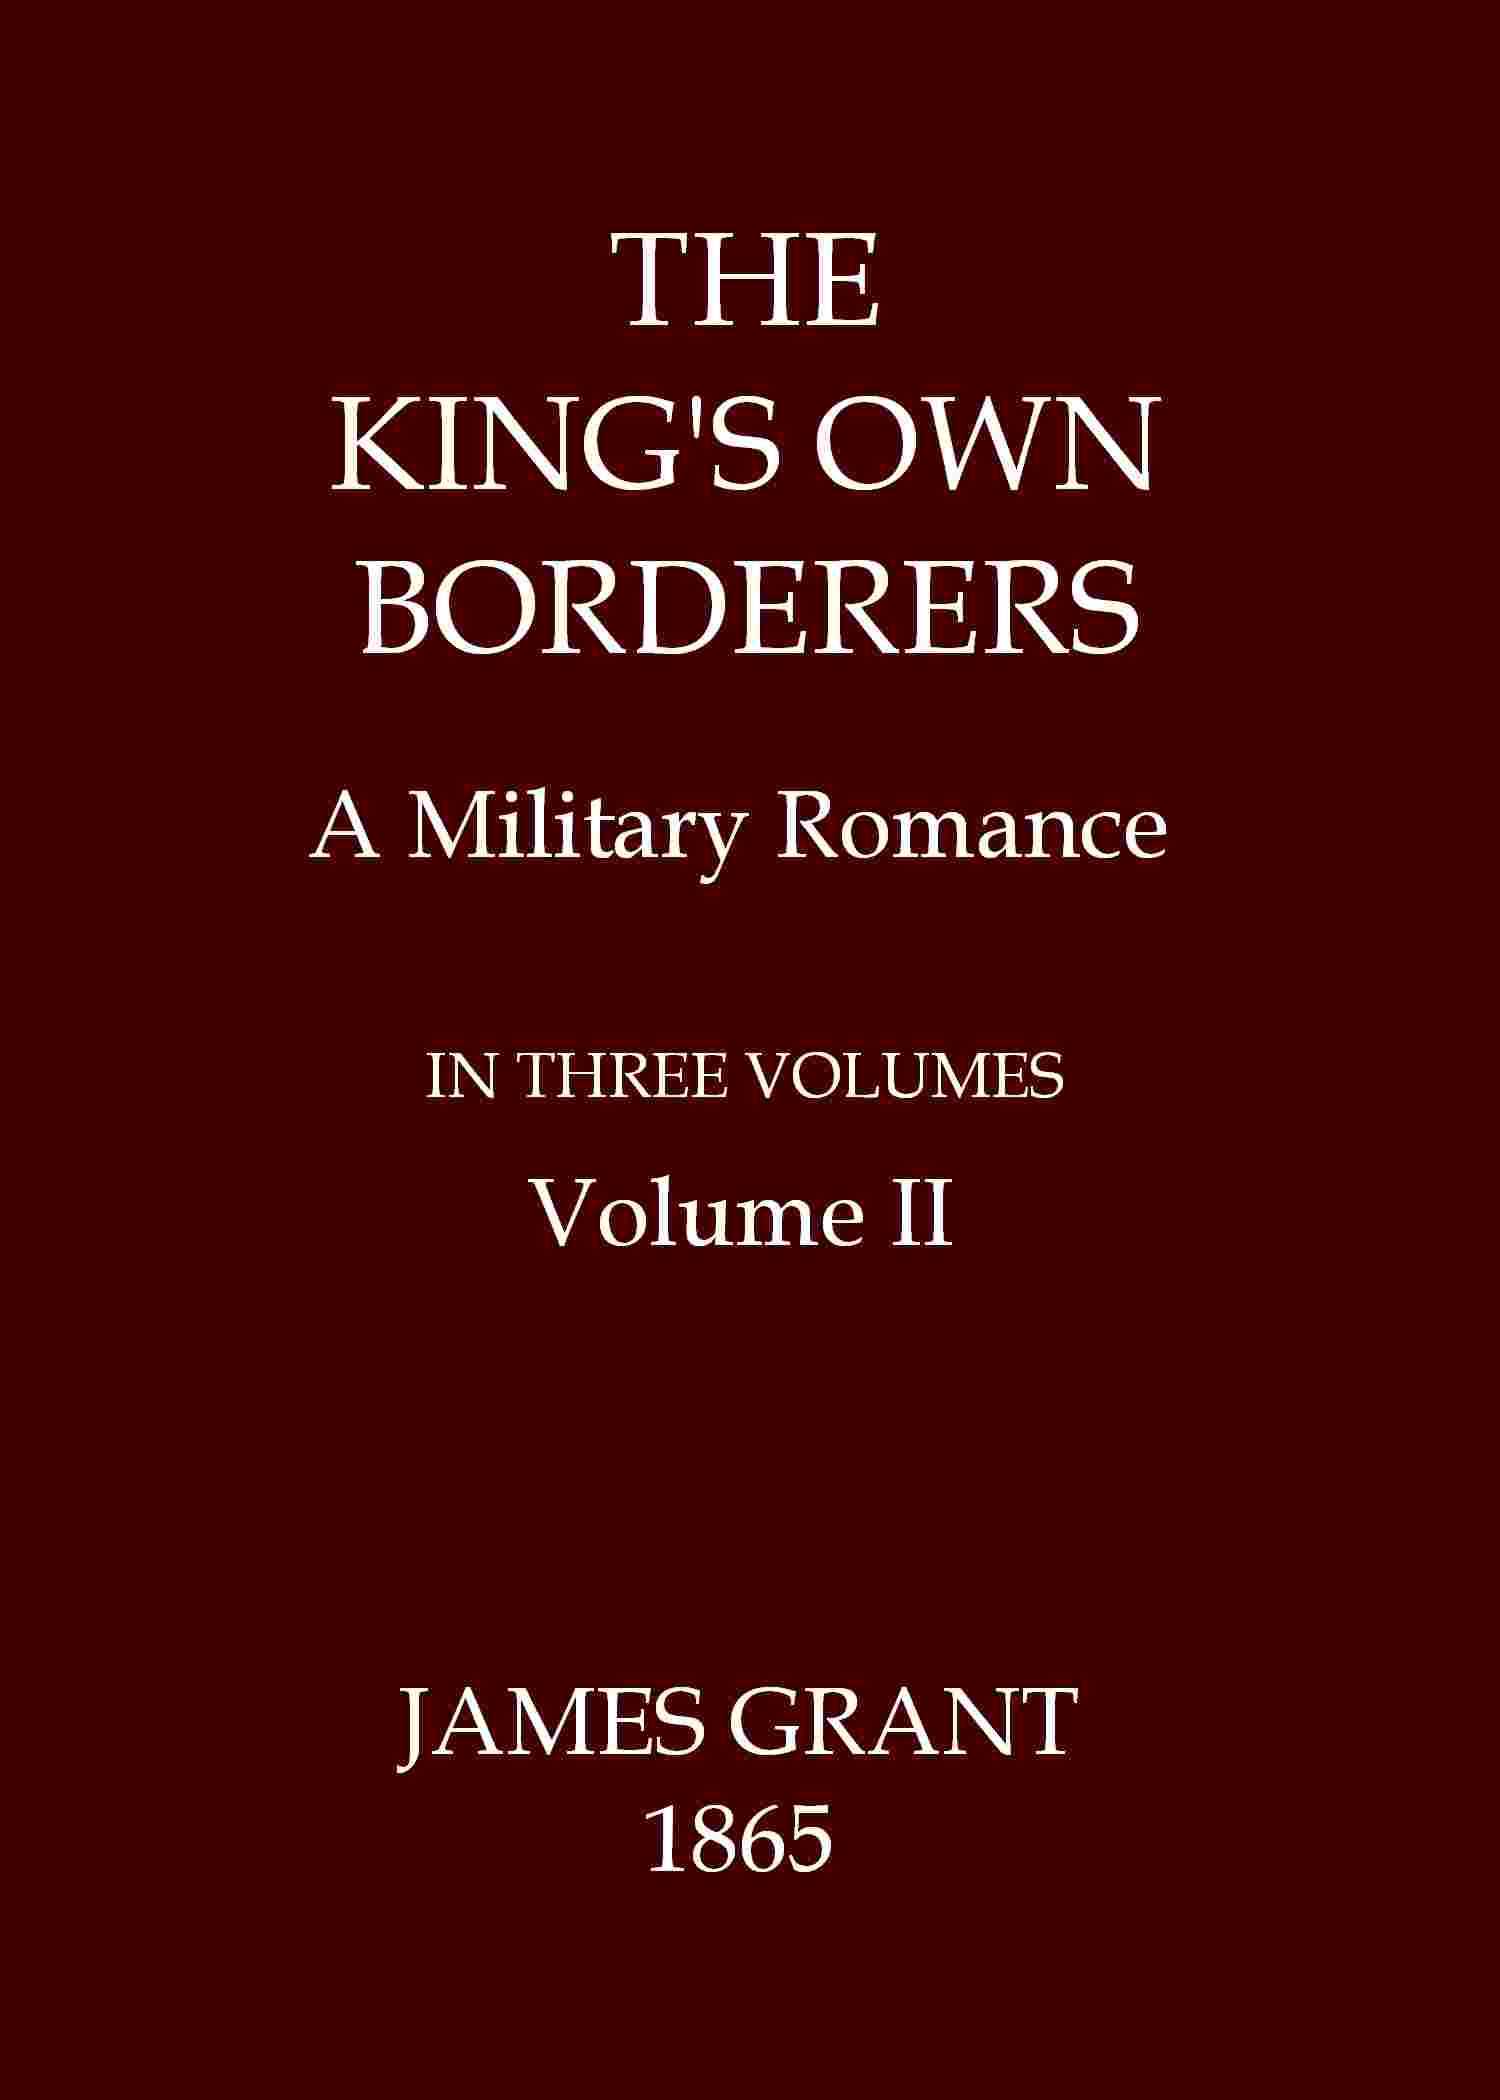 THE
KING'S OWN
BORDERERS
A Military Romance
IN THREE VOLUMES
Volume II
JAMES GRANT
1865